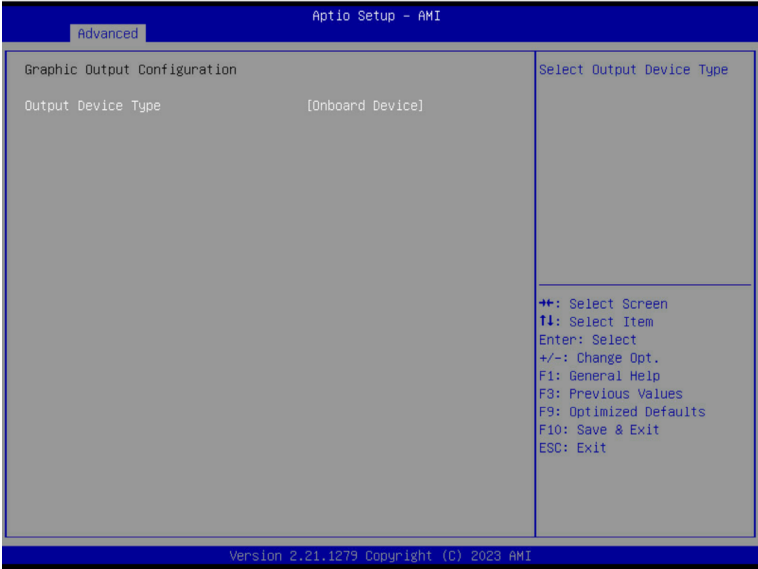 Aptio Setup – AMI
Advanced
Graphic Output Configuration
Output Device Type [Onboard Device]
Select Output Device Type
→←: Select Screen
↑↓: Select Item
Enter: Select
+/-: Change Opt.
F1: General Help
F3: Previous Values
F9: Optimized Defaults
F10: Save & Exit
ESC: Exit
Version 2.21.1279 Copyright (C) 2023 AMI